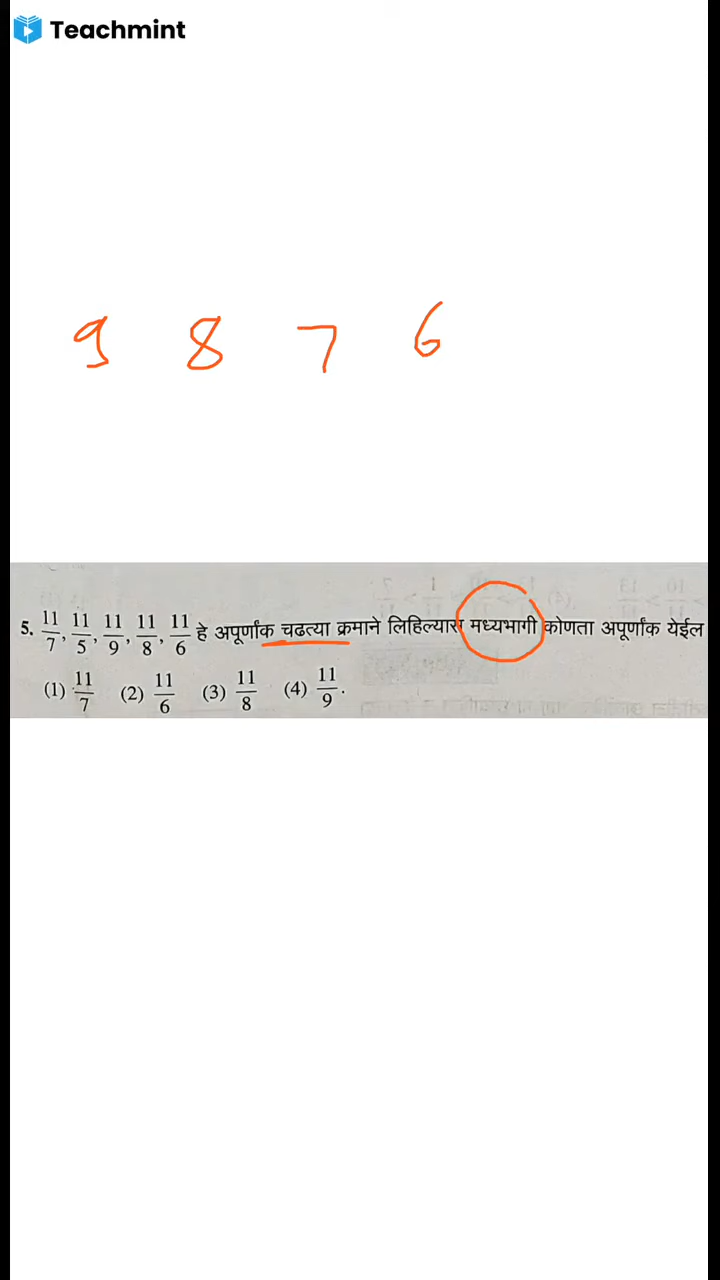 Teachmint
9 8 7 6
5. 11/7, 11/5, 11/9, 11/8, 11/6 हे अपूर्णांक चढत्या क्रमाने लिहिल्यास मध्यभागी कोणता अपूर्णांक येईल
(1) 11/7 (2) 11/6 (3) 11/8 (4) 11/9.